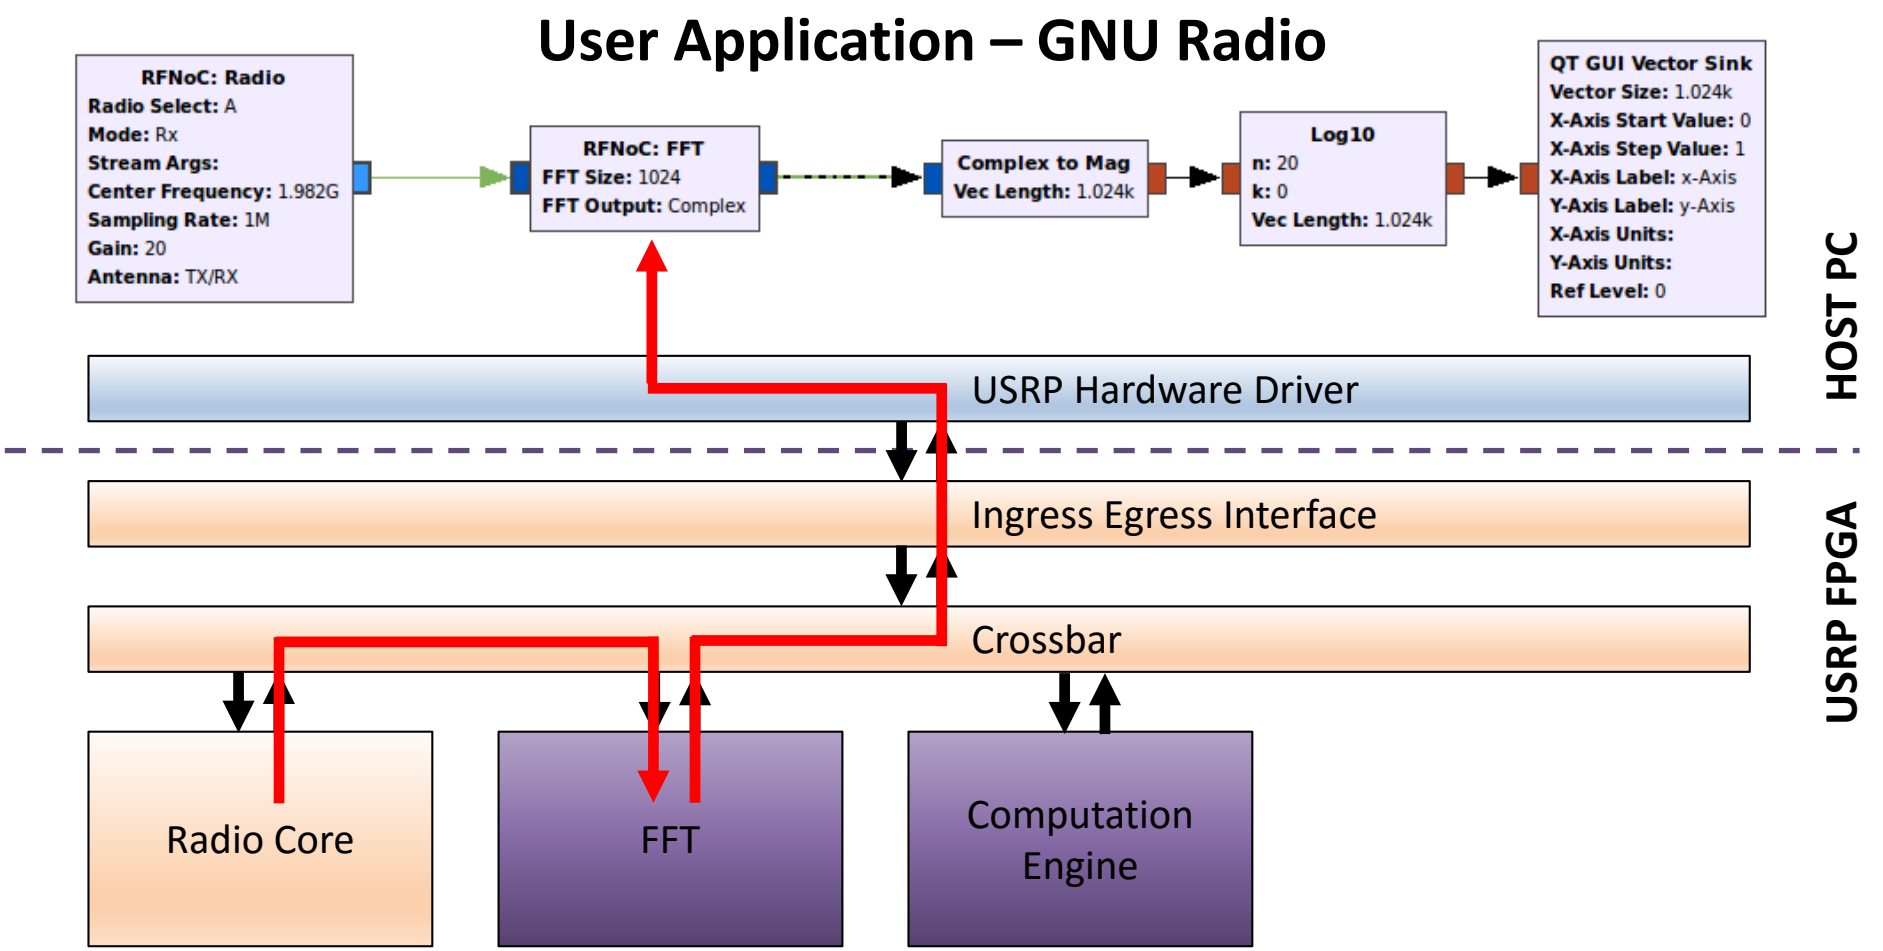 User Application – GNU Radio
RFNoC: Radio
Radio Select: A
Mode: Rx
Stream Args:
Center Frequency: 1.982G
Sampling Rate: 1M
Gain: 20
Antenna: TX/RX
RFNoC: FFT
FFT Size: 1024
FFT Output: Complex
Complex to Mag
Vec Length: 1.024k
Log10
n: 20
k: 0
Vec Length: 1.024k
QT GUI Vector Sink
Vector Size: 1.024k
X-Axis Start Value: 0
X-Axis Step Value: 1
X-Axis Label: x-Axis
Y-Axis Label: y-Axis
X-Axis Units:
Y-Axis Units:
Ref Level: 0
HOST PC
USRP Hardware Driver
Ingress Egress Interface
Crossbar
USRP FPGA
Radio Core
FFT
Computation
Engine